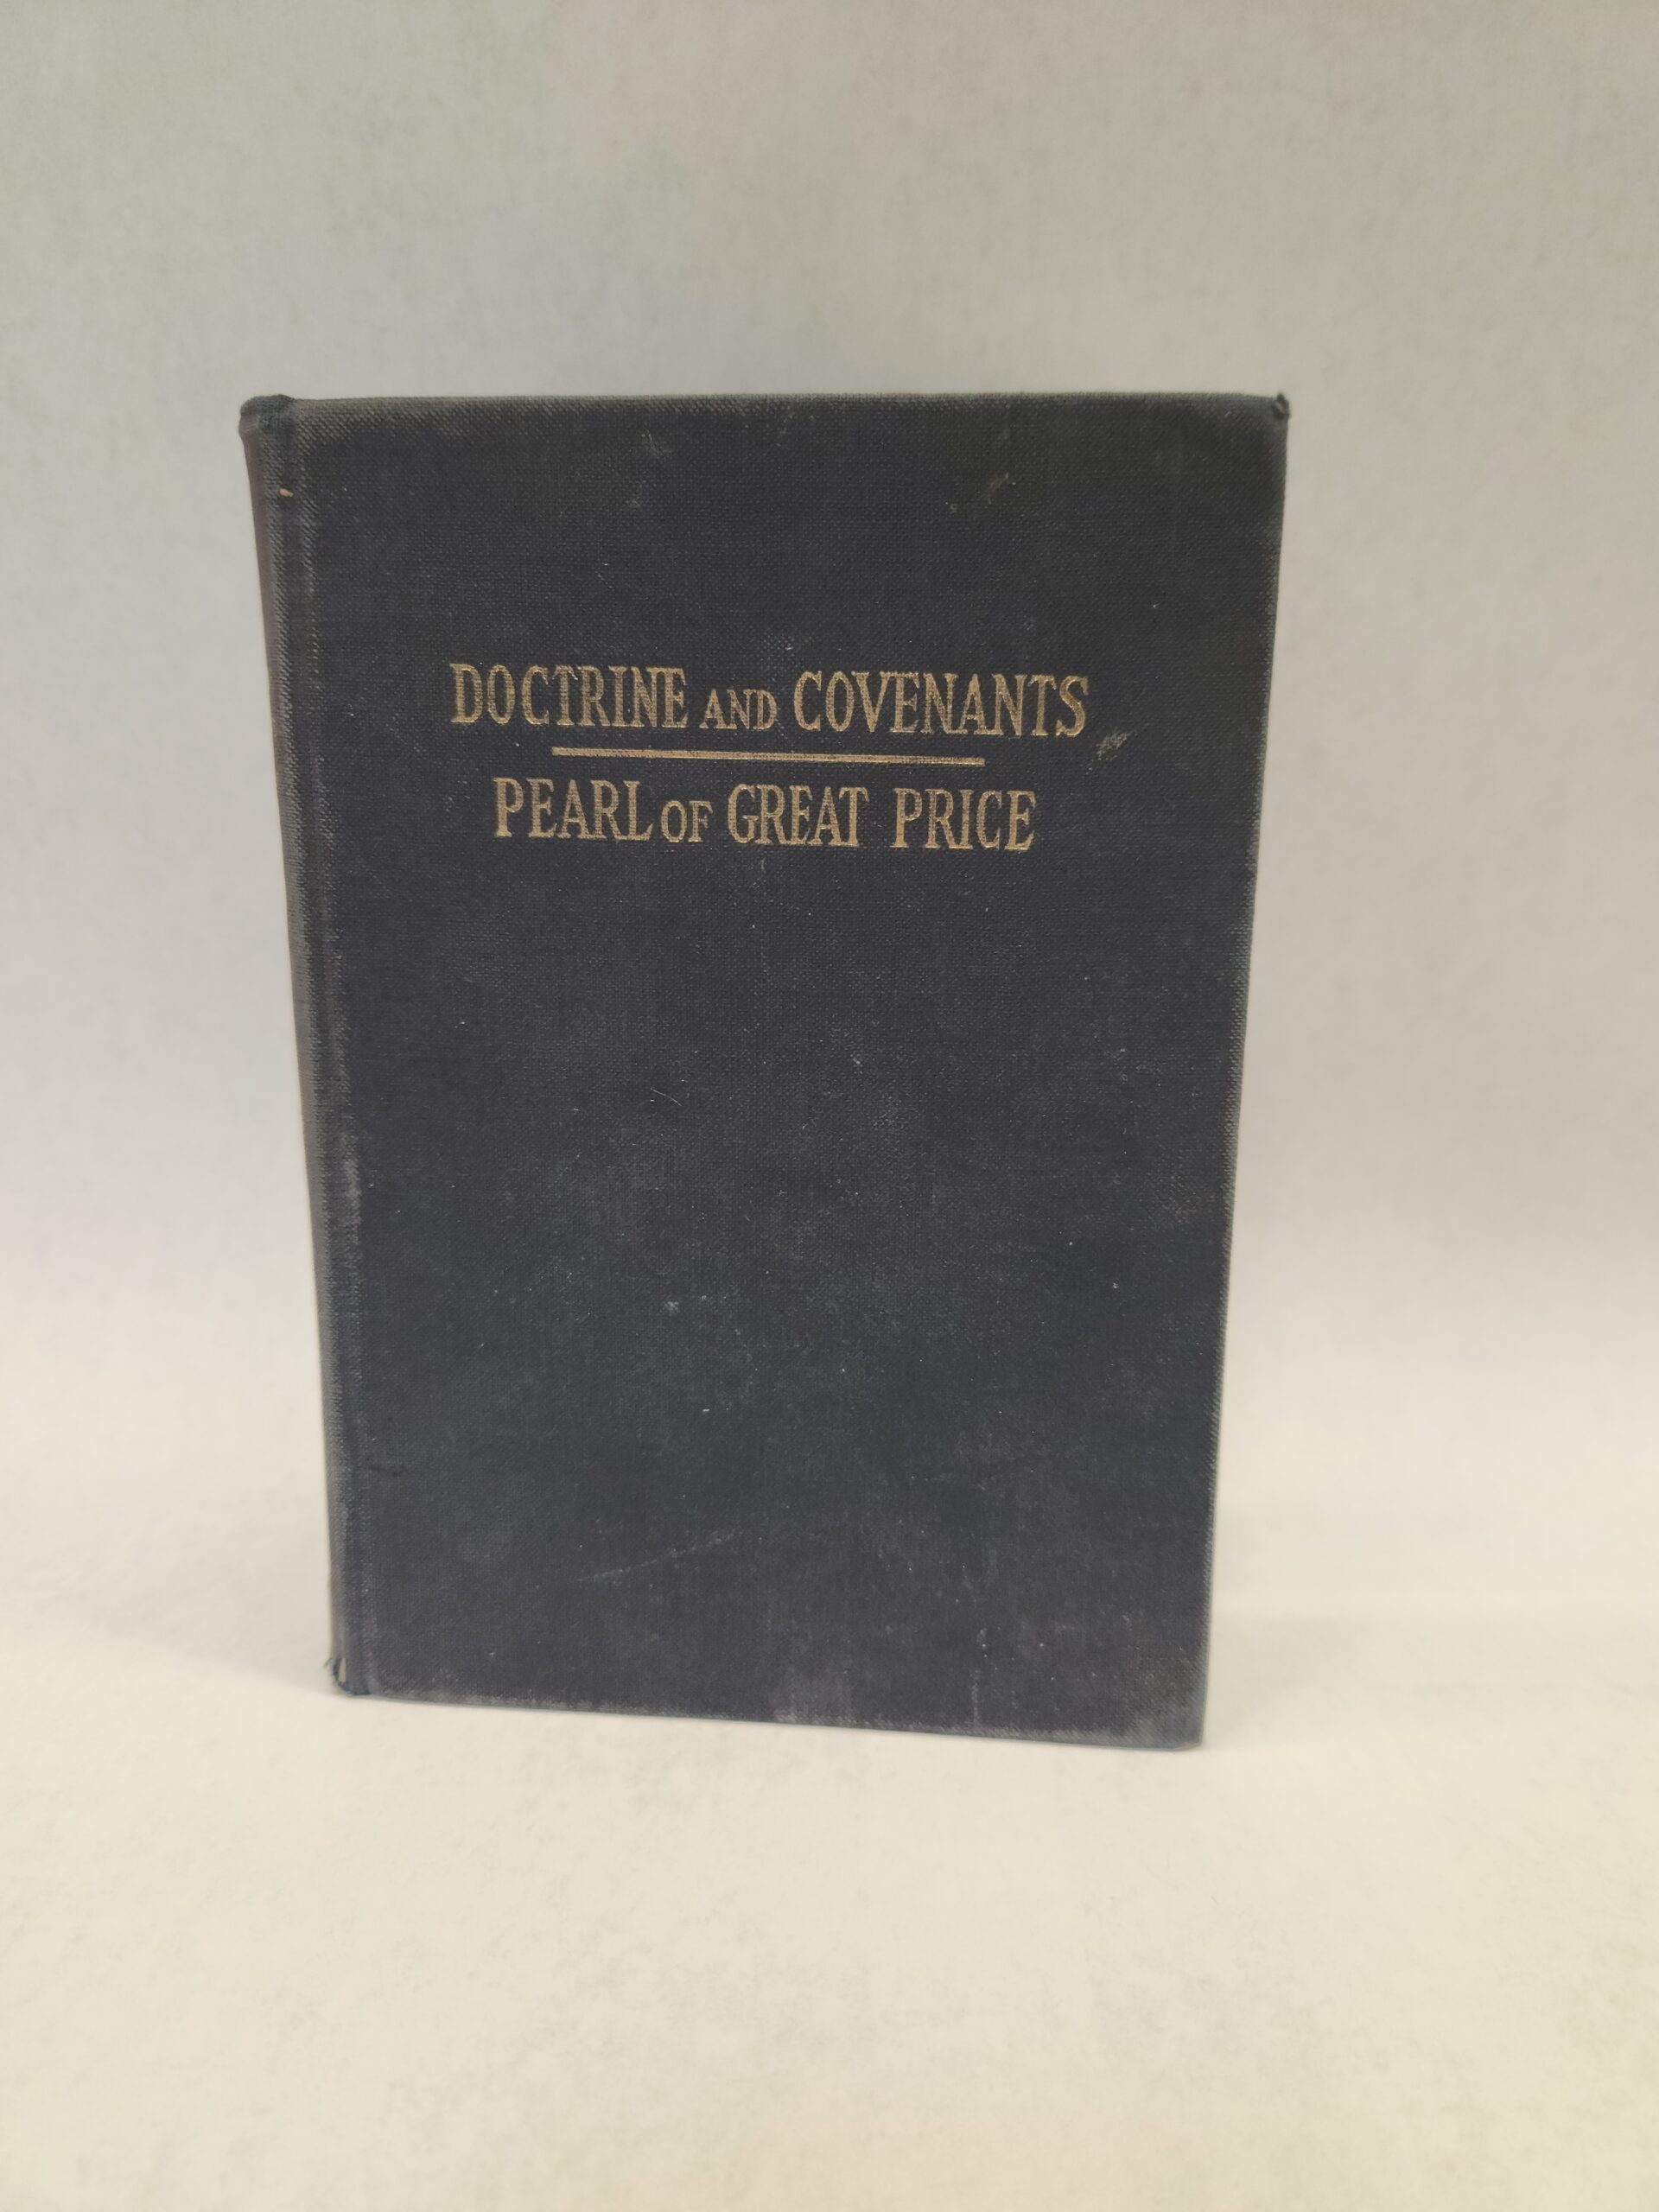 DOCTRINE AND COVENANTS
PEARL OF GREAT PRICE